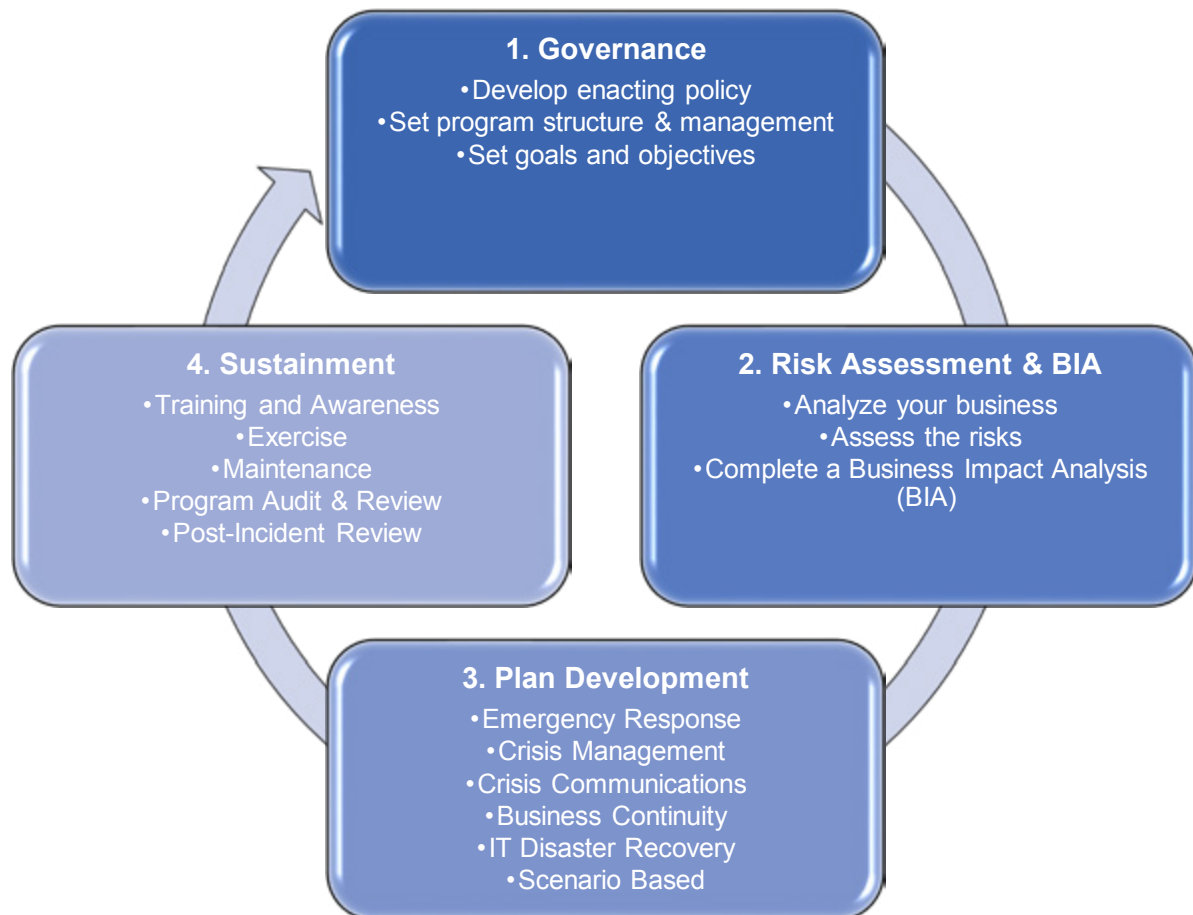 1. Governance
•Develop enacting policy
•Set program structure & management
•Set goals and objectives
2. Risk Assessment & BIA
•Analyze your business
•Assess the risks
•Complete a Business Impact Analysis
(BIA)
3. Plan Development
•Emergency Response
•Crisis Management
•Crisis Communications
•Business Continuity
•IT Disaster Recovery
•Scenario Based
4. Sustainment
•Training and Awareness
•Exercise
•Maintenance
•Program Audit & Review
•Post-Incident Review